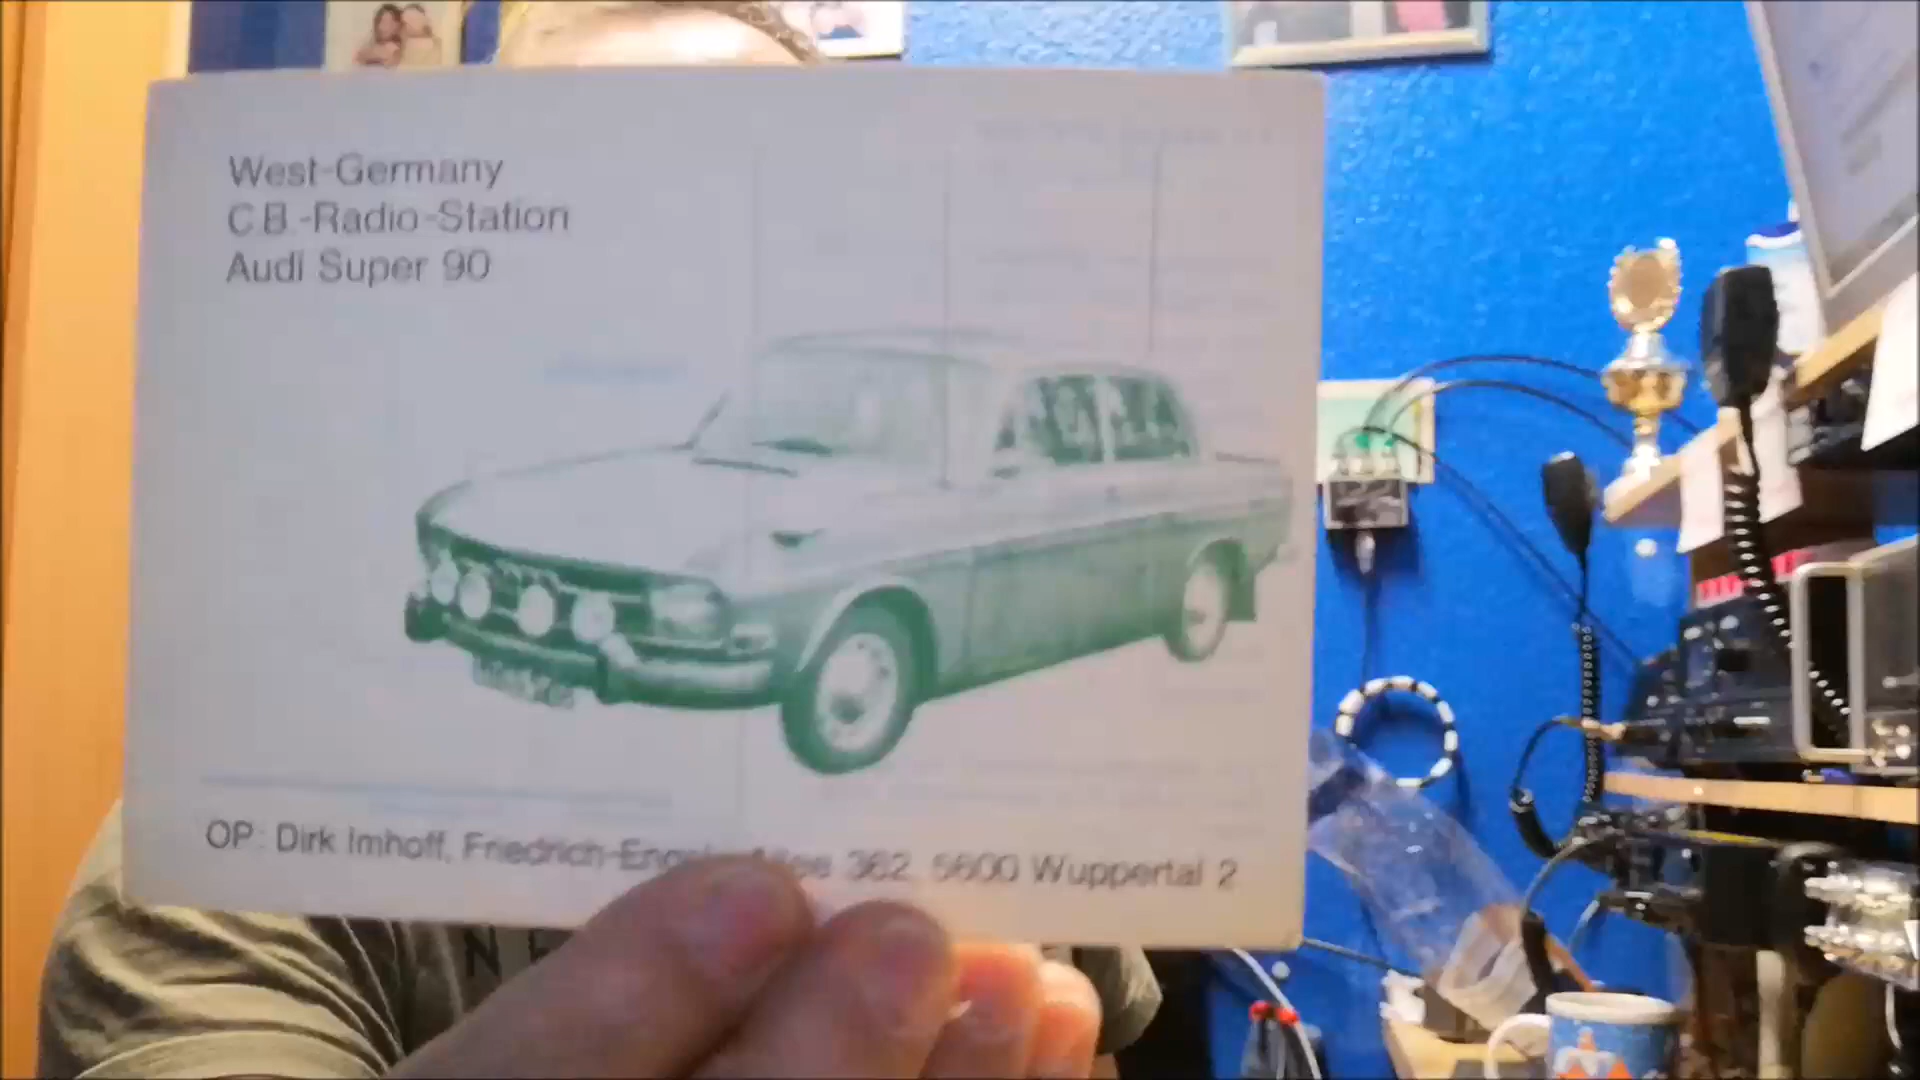 West-Germany
C.B.-Radio-Station
Audi Super 90
OP: Dirk Imhoff, 362 5600 Wuppertal 2
N